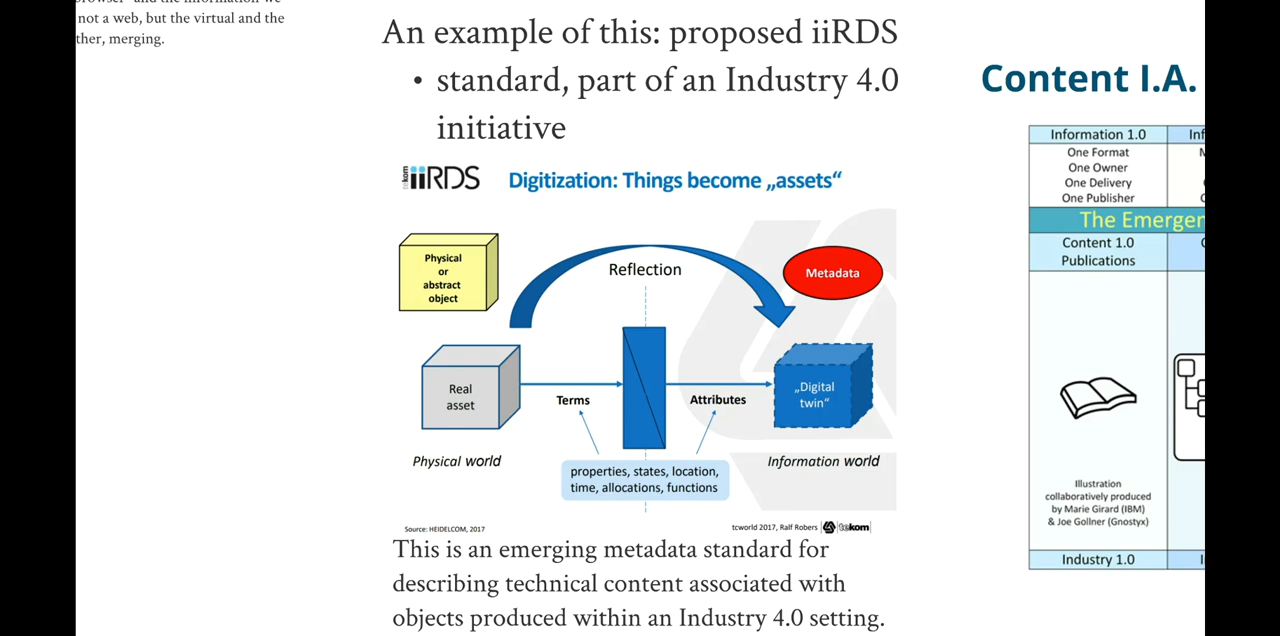 not a web, but the virtual and the
ther, merging.
An example of this: proposed iiRDS
• standard, part of an Industry 4.0
initiative
tekom iiRDS
Digitization: Things become „assets“
Physical
or
abstract
object
Reflection
Metadata
Real
asset
Terms
Attributes
„Digital
twin“
Physical world
properties, states, location,
time, allocations, functions
Information world
Source: HEIDELCOM, 2017
tcworld 2017, Ralf Robers
tekom
This is an emerging metadata standard for
describing technical content associated with
objects produced within an Industry 4.0 setting.
Content I.A.
Information 1.0
Inf
One Format
One Owner
One Delivery
One Publisher
The Emerger
Content 1.0
Publications
Illustration
collaboratively produced
by Marie Girard (IBM)
& Joe Gollner (Gnostyx)
Industry 1.0